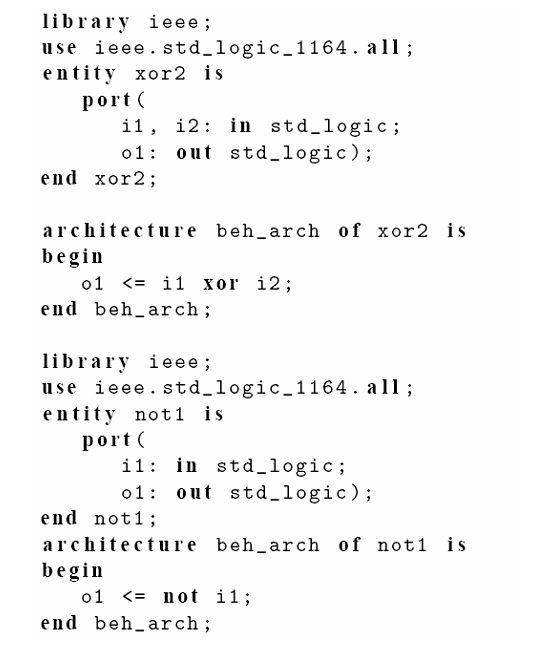 library ieee;
use ieee.std_logic_1164.all;
entity xor2 is
port(
i1, i2: in std_logic;
o1: out std_logic);
end xor2;
architecture beh_arch of xor2 is
begin
o1 <= i1 xor i2;
end beh_arch;
library ieee;
use ieee.std_logic_1164.all;
entity not1 is
port(
i1: in std_logic;
o1: out std_logic);
end not1;
architecture beh_arch of not1 is
begin
o1 <= not i1;
end beh_arch;